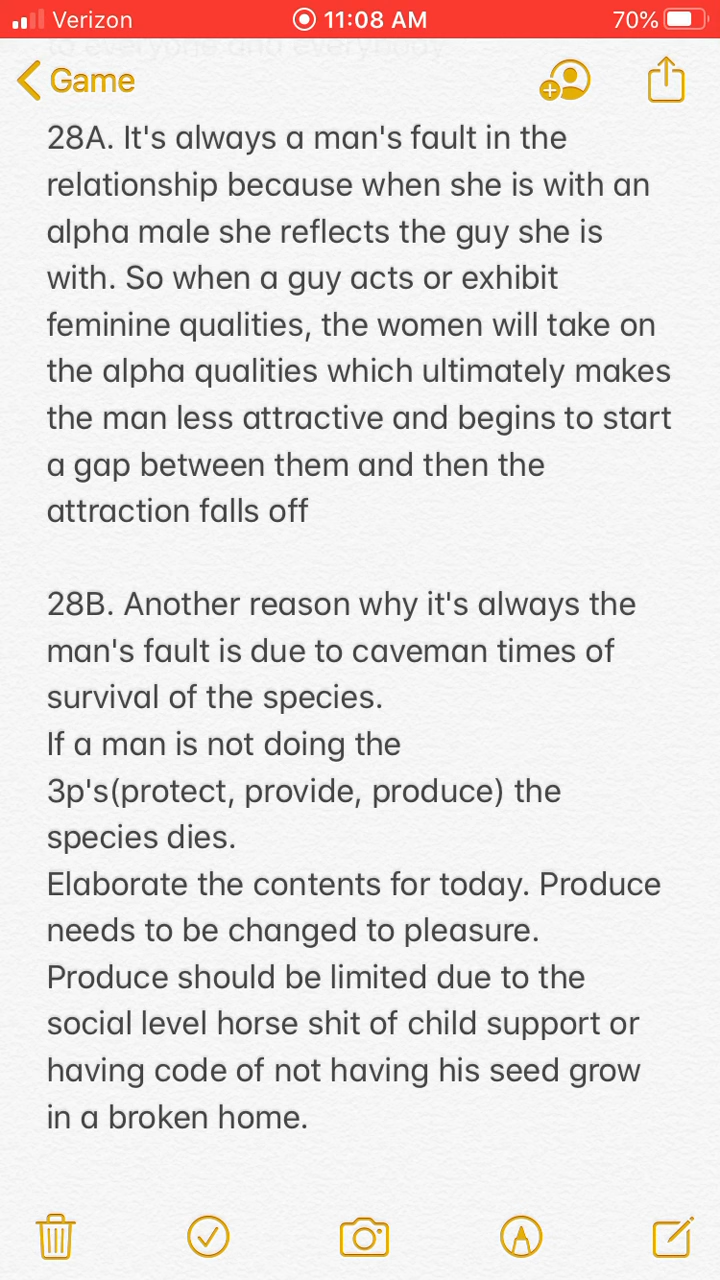 Verizon
11:08 AM
70%
Game
28A. It's always a man's fault in the
relationship because when she is with an
alpha male she reflects the guy she is
with. So when a guy acts or exhibit
feminine qualities, the women will take on
the alpha qualities which ultimately makes
the man less attractive and begins to start
a gap between them and then the
attraction falls off
28B. Another reason why it's always the
man's fault is due to caveman times of
survival of the species.
If a man is not doing the
3p's(protect, provide, produce) the
species dies.
Elaborate the contents for today. Produce
needs to be changed to pleasure.
Produce should be limited due to the
social level horse shit of child support or
having code of not having his seed grow
in a broken home.